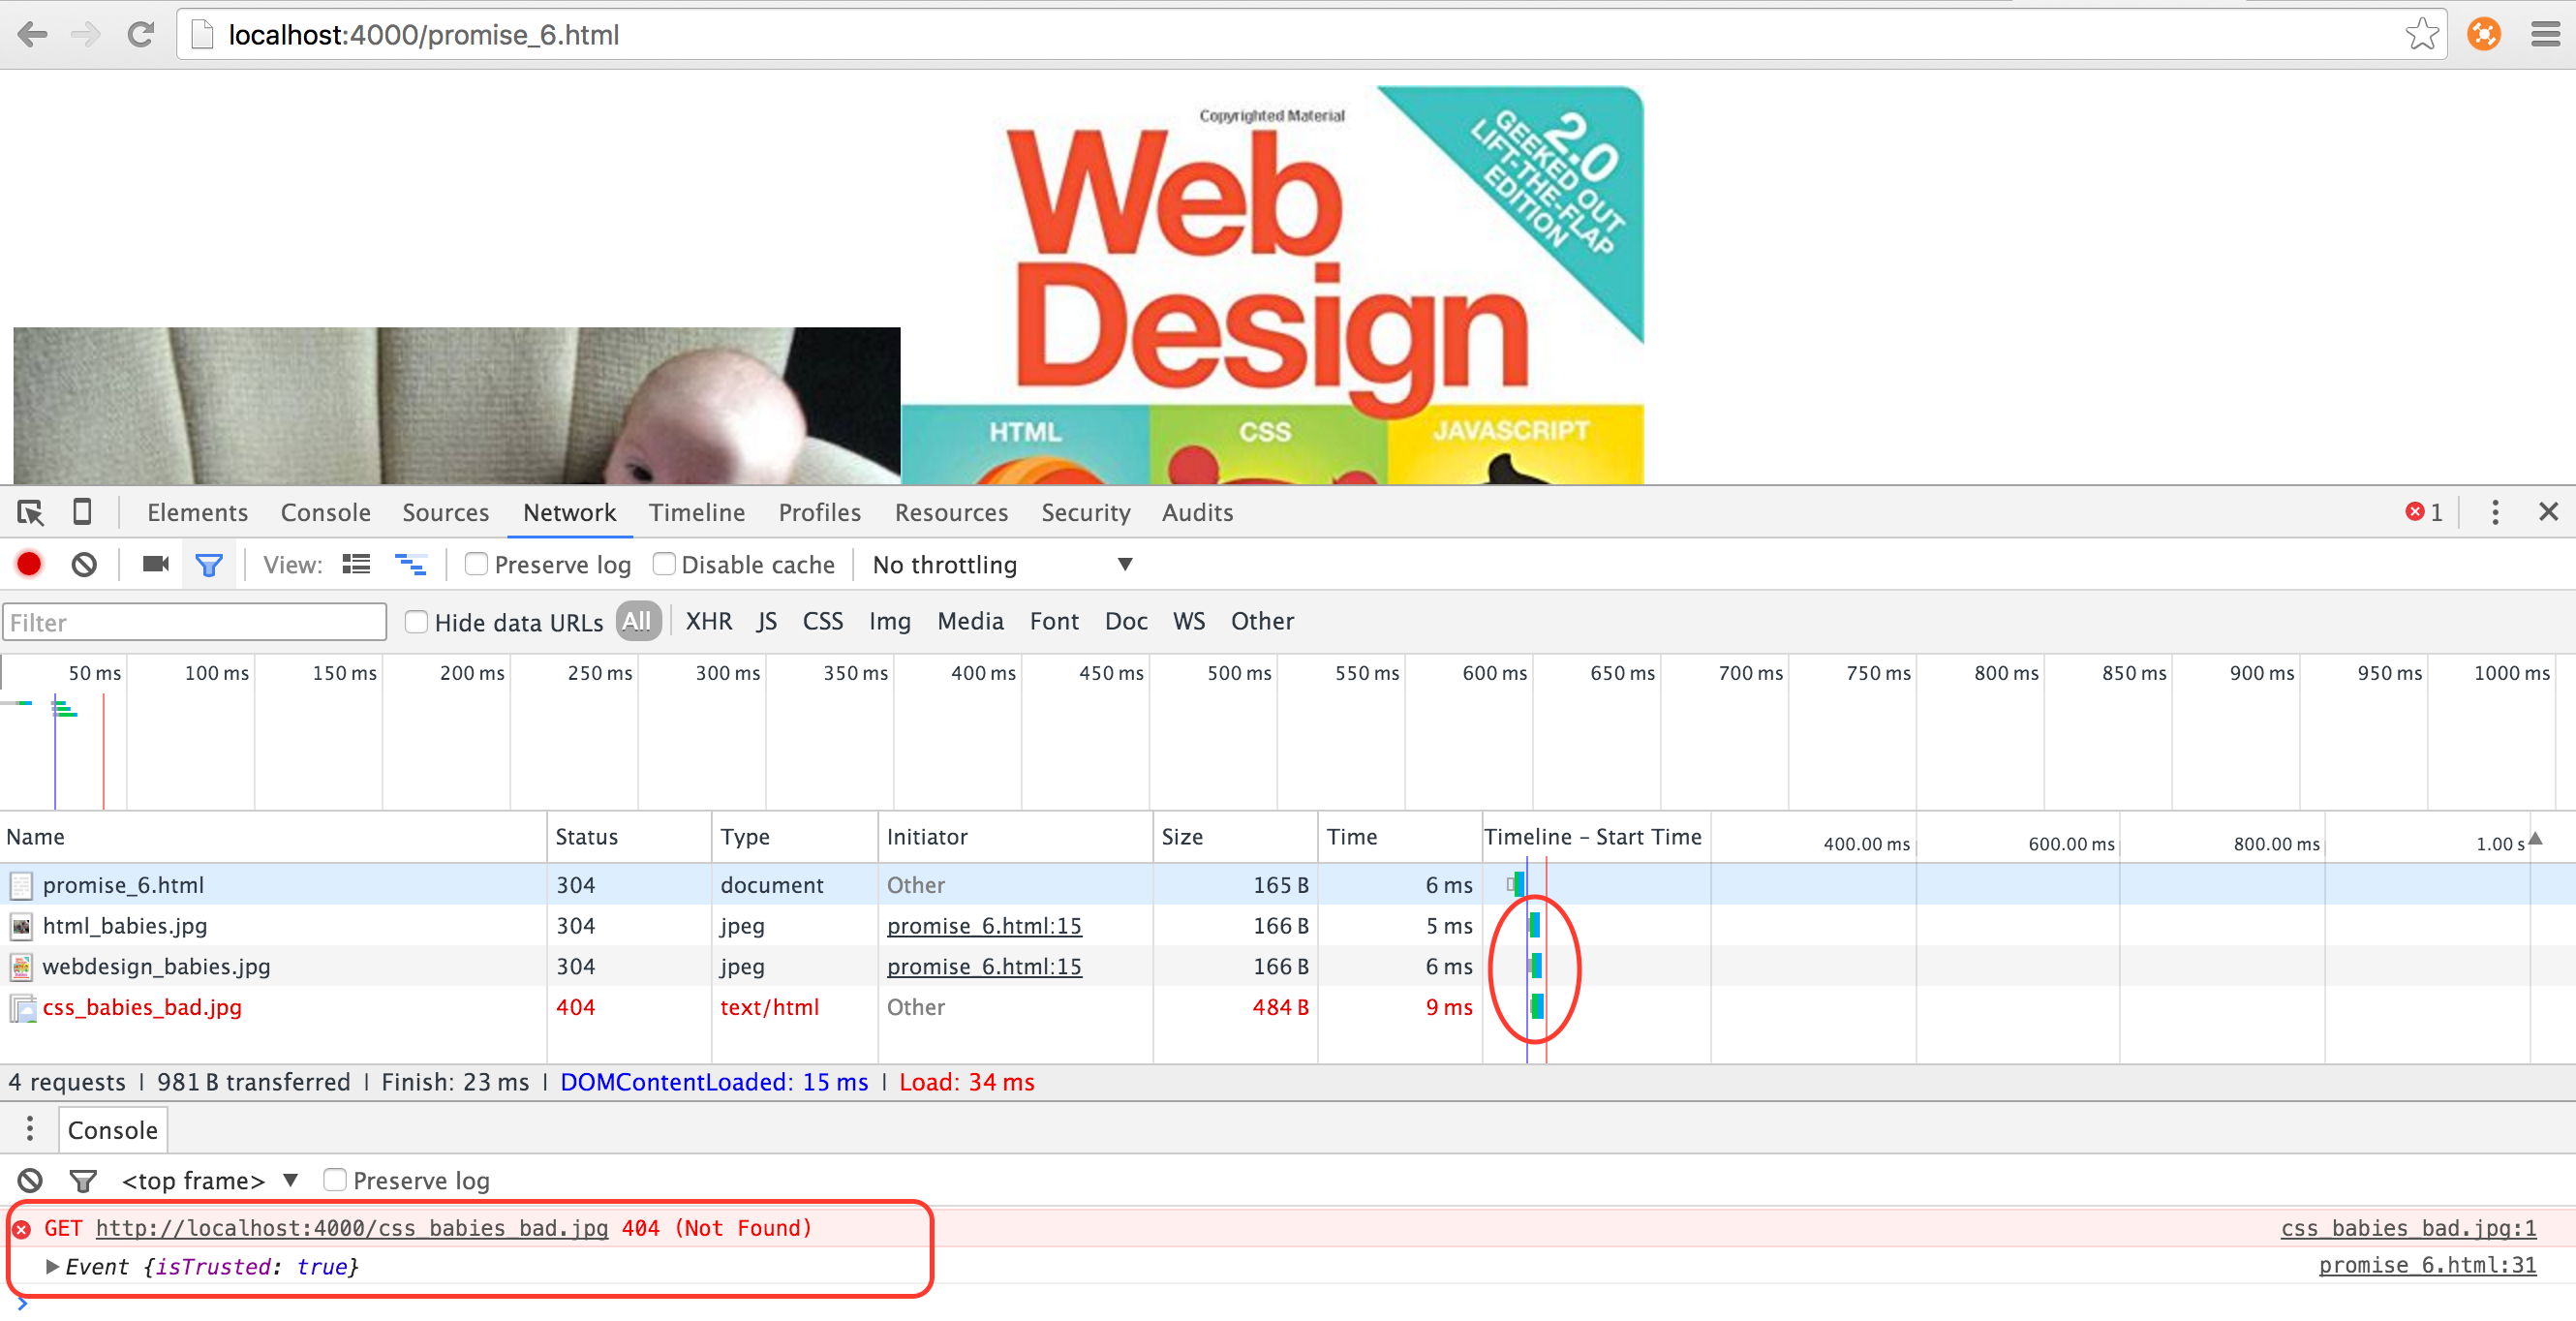 localhost:4000/promise_6.html
Copyrighted Material
Web
Design
2.0
GEEKED OUT
LIFT-THE-FLAP
EDITION
HTML
CSS
JAVASCRIPT
Elements Console Sources Network Timeline Profiles Resources Security Audits 1
View: Preserve log Disable cache No throttling
Filter Hide data URLs All XHR JS CSS Img Media Font Doc WS Other
50 ms 100 ms 150 ms 200 ms 250 ms 300 ms 350 ms 400 ms 450 ms 500 ms 550 ms 600 ms 650 ms 700 ms 750 ms 800 ms 850 ms 900 ms 950 ms 1000 ms
Name Status Type Initiator Size Time Timeline – Start Time 400.00 ms 600.00 ms 800.00 ms 1.00 s
promise_6.html 304 document Other 165 B 6 ms
html_babies.jpg 304 jpeg promise_6.html:15 166 B 5 ms
webdesign_babies.jpg 304 jpeg promise_6.html:15 166 B 6 ms
css_babies_bad.jpg 404 text/html Other 484 B 9 ms
4 requests | 981 B transferred | Finish: 23 ms | DOMContentLoaded: 15 ms | Load: 34 ms
Console
<top frame> Preserve log
GET http://localhost:4000/css_babies_bad.jpg 404 (Not Found) css_babies_bad.jpg:1
Event {isTrusted: true} promise_6.html:31